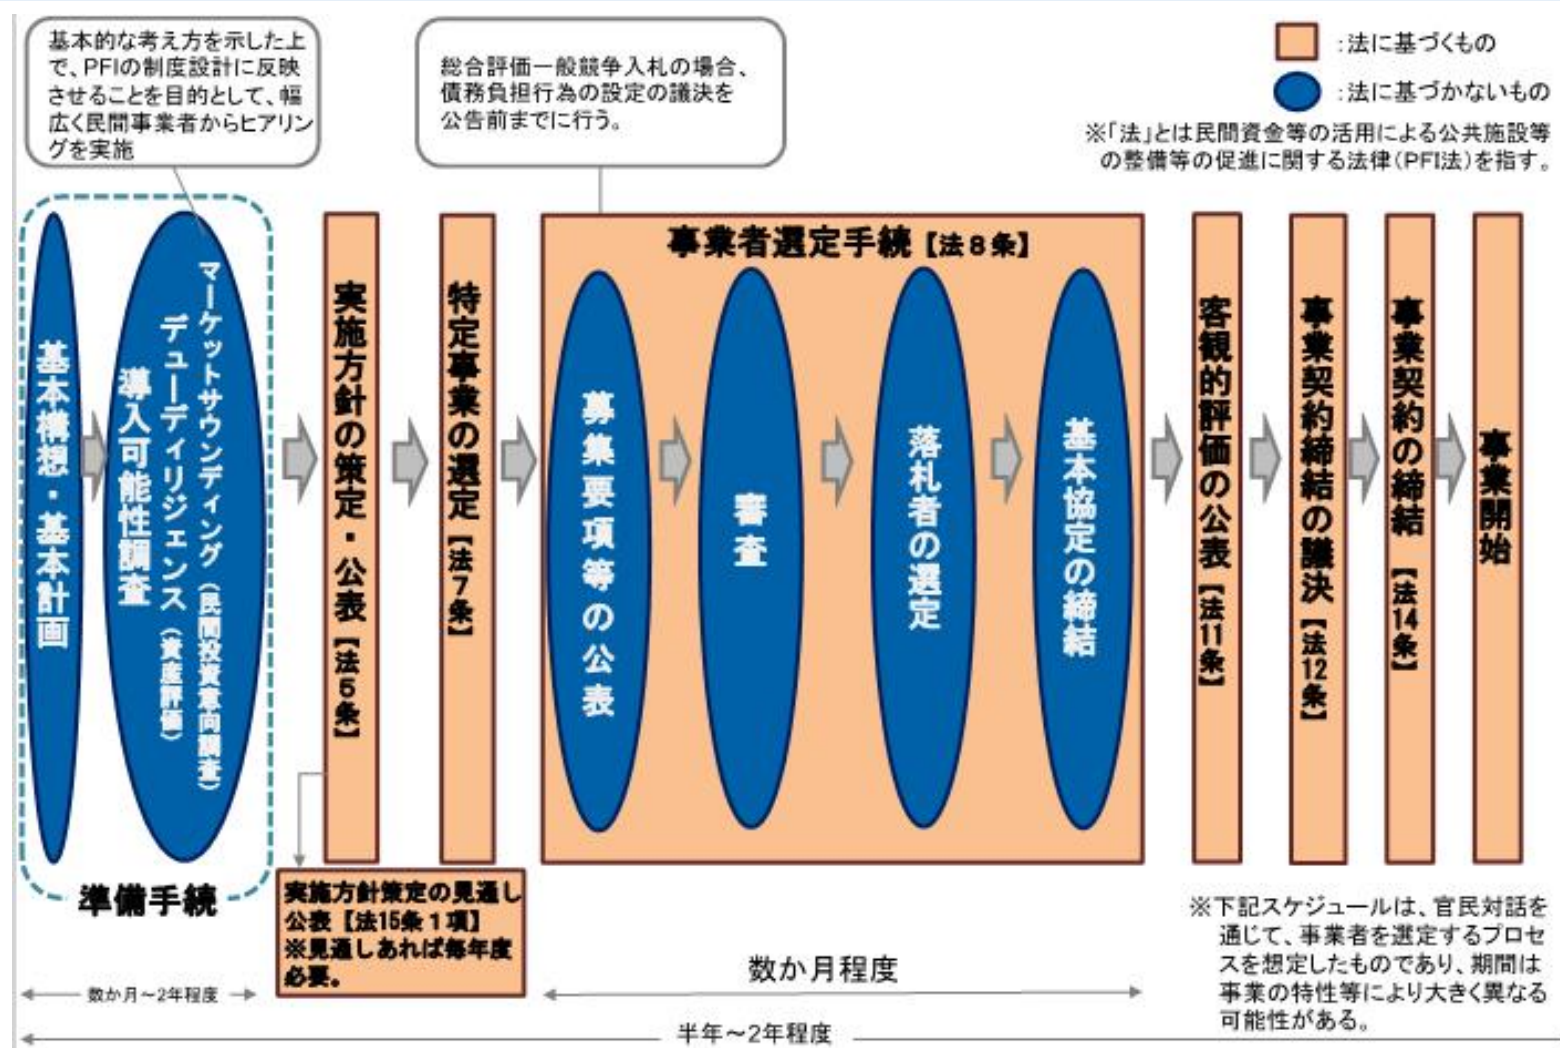 基本的な考え方を示した上
で、PFIの制度設計に反映
させることを目的として、幅
広く民間事業者からヒアリン
グを実施
総合評価一般競争入札の場合、
債務負担行為の設定の議決を
公告前までに行う。
:法に基づくもの
:法に基づかないもの
※「法」とは民間資金等の活用による公共施設等
の整備等の促進に関する法律(PFI法)を指す。
基本構想・基本計画
マーケットサウンディング(民間投資意向調査)
デューディリジェンス(資産評価)
導入可能性調査
準備手続
実施方針の策定・公表【法5条】
実施方針策定の見通し
公表【法15条1項】
※見通しあれば毎年度
必要。
特定事業の選定【法7条】
事業者選定手続【法8条】
募集要項等の公表
審査
落札者の選定
基本協定の締結
客観的評価の公表【法11条】
事業契約締結の議決【法12条】
事業契約の締結【法14条】
事業開始
※下記スケジュールは、官民対話を
通じて、事業者を選定するプロセ
スを想定したものであり、期間は
事業の特性等により大きく異なる
可能性がある。
数か月~2年程度
数か月程度
半年~2年程度